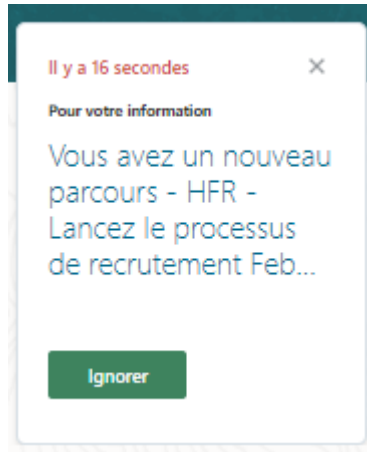 Il y a 16 secondes
Pour votre information
Vous avez un nouveau
parcours - HFR -
Lancez le processus
de recrutement Feb...
Ignorer